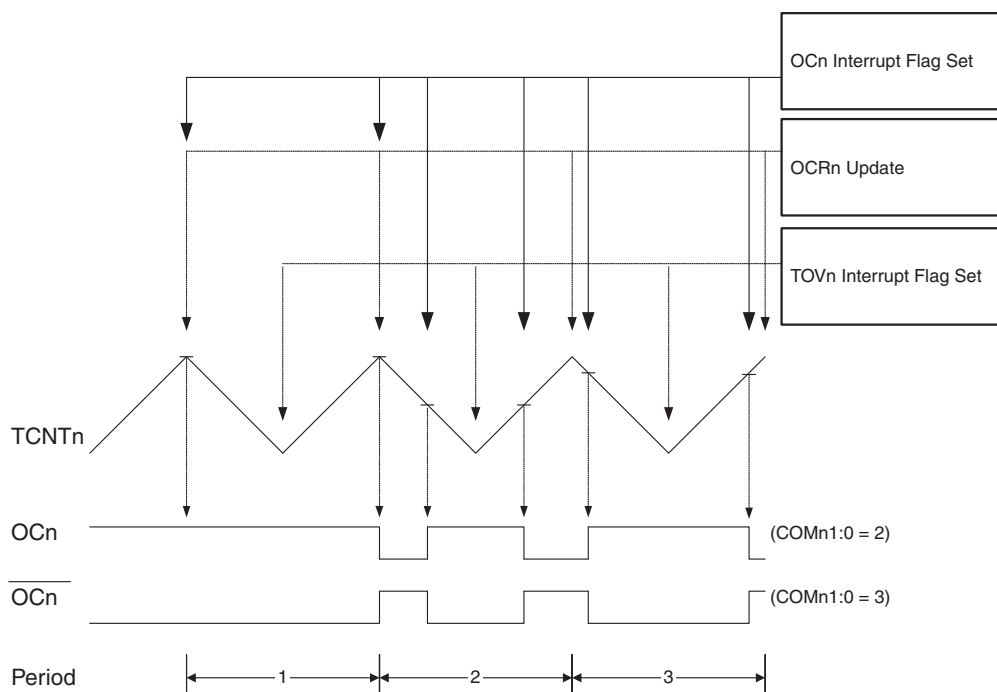 OCn Interrupt Flag Set
OCRn Update
TOVn Interrupt Flag Set
TCNTn
OCn
(COMn1:0 = 2)
OCn
(COMn1:0 = 3)
Period
1
2
3